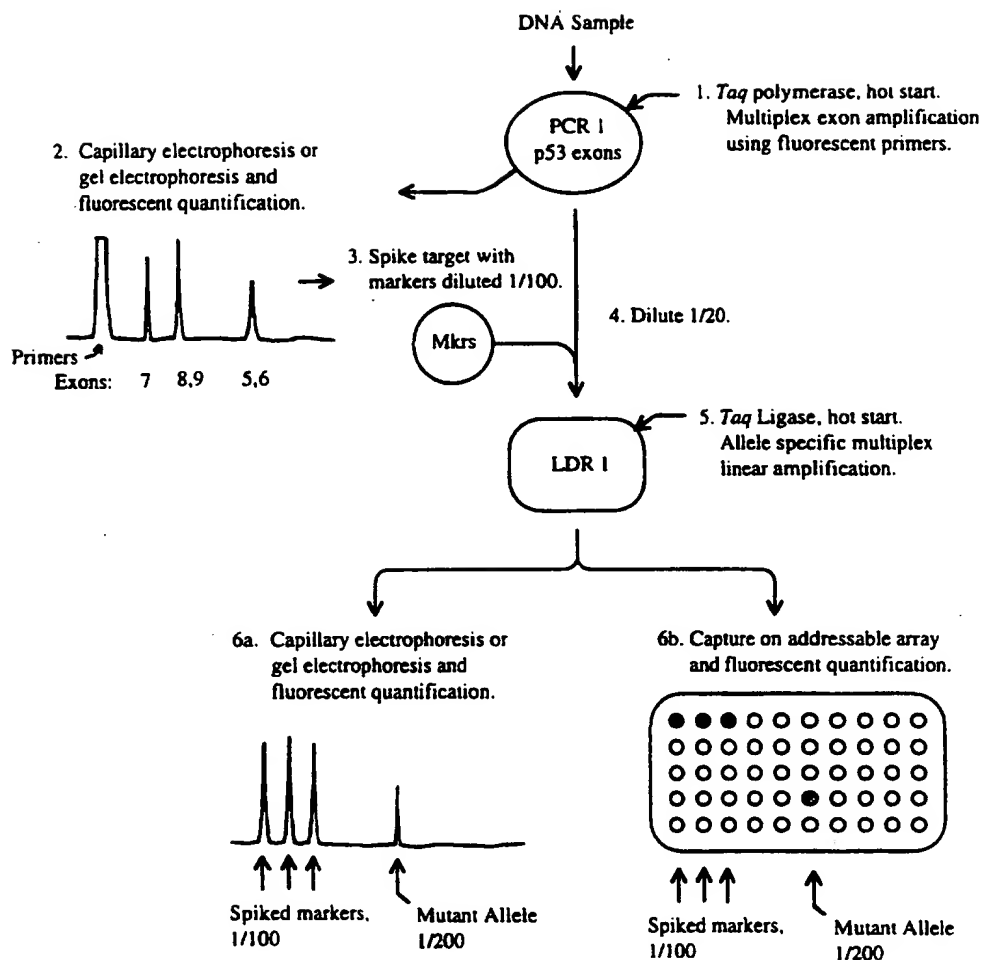 DNA Sample
1. Taq polymerase, hot start.
Multiplex exon amplification
using fluorescent primers.
PCR 1
p53 exons
2. Capillary electrophoresis or
gel electrophoresis and
fluorescent quantification.
3. Spike target with
markers diluted 1/100.
4. Dilute 1/20.
Mkrs
Primers
Exons: 7 8,9 5,6
5. Taq Ligase, hot start.
Allele specific multiplex
linear amplification.
LDR 1
6a. Capillary electrophoresis or
gel electrophoresis and
fluorescent quantification.
6b. Capture on addressable array
and fluorescent quantification.
Spiked markers,
1/100
Mutant Allele
1/200
Spiked markers,
1/100
Mutant Allele
1/200